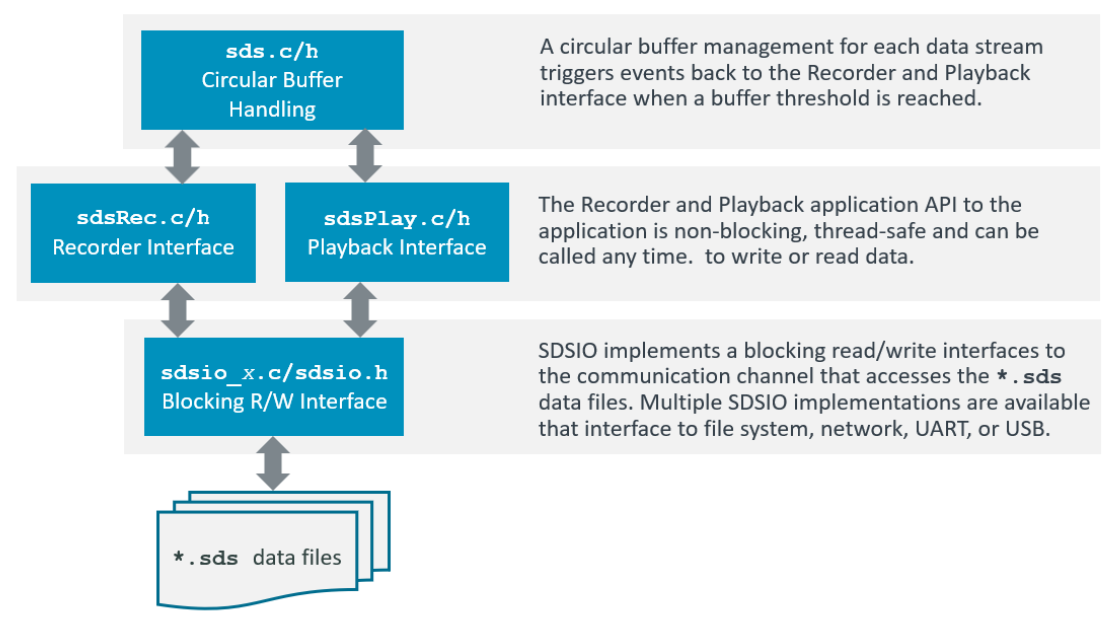 sds.c/h
Circular Buffer
Handling
A circular buffer management for each data stream
triggers events back to the Recorder and Playback
interface when a buffer threshold is reached.
sdsRec.c/h
Recorder Interface
sdsPlay.c/h
Playback Interface
The Recorder and Playback application API to the
application is non-blocking, thread-safe and can be
called any time.  to write or read data.
sdsio_x.c/sdsio.h
Blocking R/W Interface
SDSIO implements a blocking read/write interfaces to
the communication channel that accesses the *.sds
data files. Multiple SDSIO implementations are available
that interface to file system, network, UART, or USB.
*.sds data files